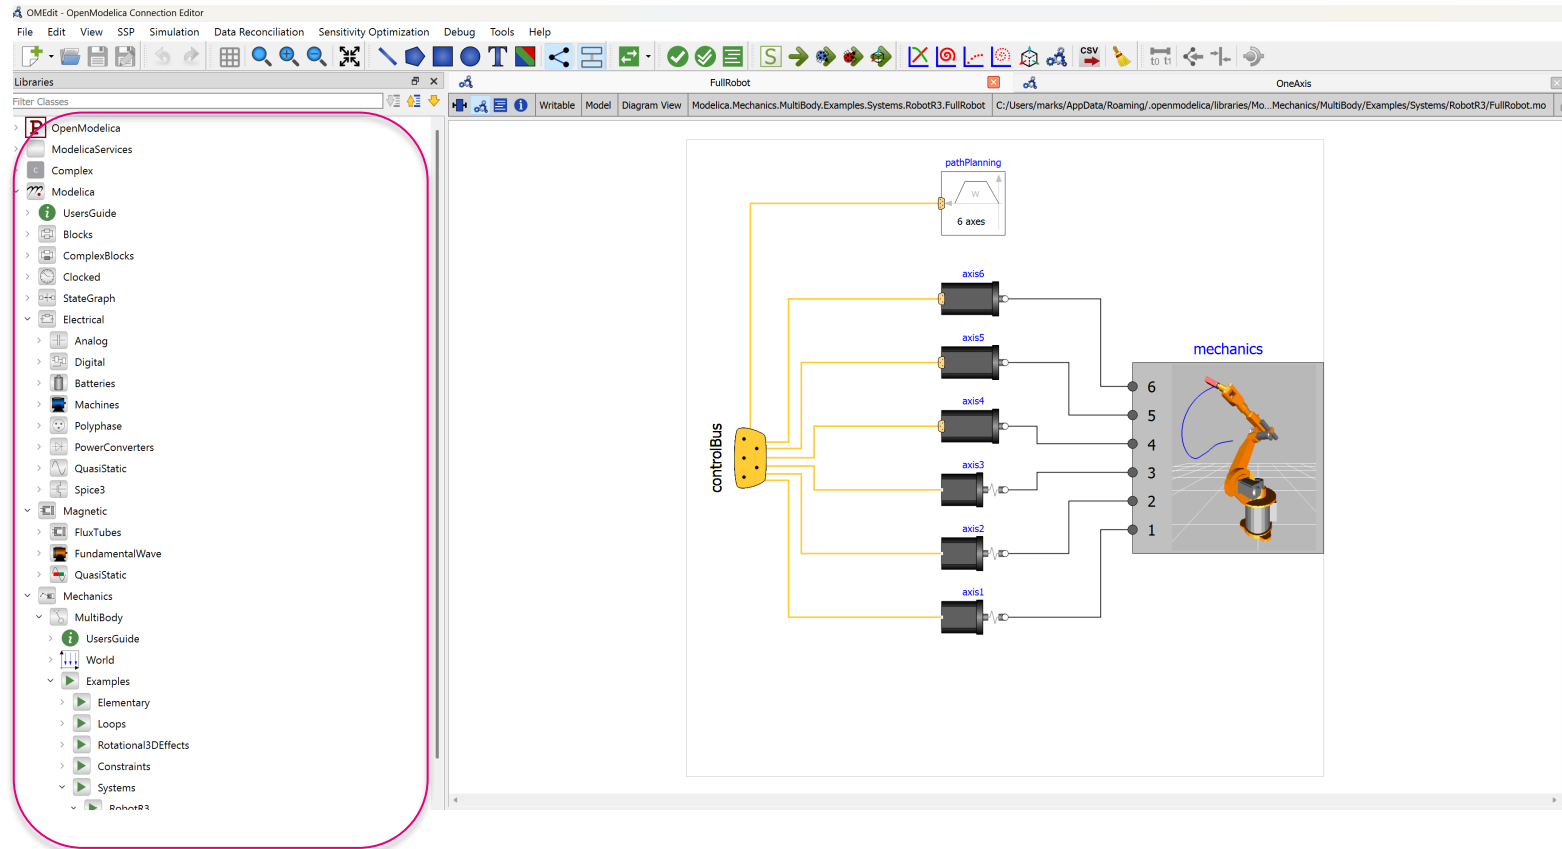 OMEdit - OpenModelica Connection Editor
File Edit View SSP Simulation Data Reconciliation Sensitivity Optimization Debug Tools Help
T S CSV t0 t1
Libraries
FullRobot
OneAxis
Filter Classes
Writable Model Diagram View Modelica.Mechanics.MultiBody.Examples.Systems.RobotR3.FullRobot C:/Users/marks/AppData/Roaming/.openmodelica/libraries/Mo...Mechanics/MultiBody/Examples/Systems/RobotR3/FullRobot.mo
P OpenModelica
ModelicaServices
C Complex
Modelica
i UsersGuide
Blocks
ComplexBlocks
Clocked
StateGraph
Electrical
Analog
Digital
Batteries
Machines
Polyphase
PowerConverters
QuasiStatic
Spice3
Magnetic
FluxTubes
FundamentalWave
QuasiStatic
Mechanics
MultiBody
i UsersGuide
World
Examples
Elementary
Loops
Rotational3DEffects
Constraints
Systems
RobotR3
pathPlanning
W
6 axes
axis6
axis5
axis4
axis3
axis2
axis1
controlBus
mechanics
6
5
4
3
2
1